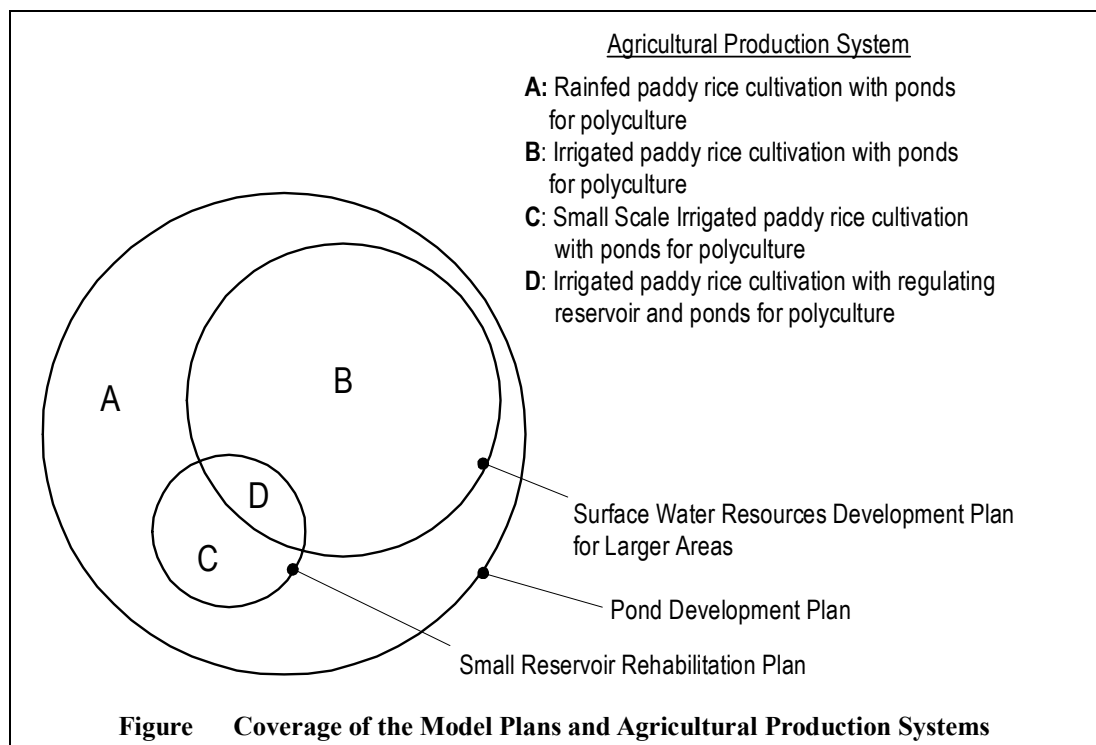 Agricultural Production System
A: Rainfed paddy rice cultivation with ponds
for polyculture
B: Irrigated paddy rice cultivation with ponds
for polyculture
C: Small Scale Irrigated paddy rice cultivation
with ponds for polyculture
D: Irrigated paddy rice cultivation with regulating
reservoir and ponds for polyculture
A
B
D
C
Surface Water Resources Development Plan
for Larger Areas
Pond Development Plan
Small Reservoir Rehabilitation Plan
Figure Coverage of the Model Plans and Agricultural Production Systems